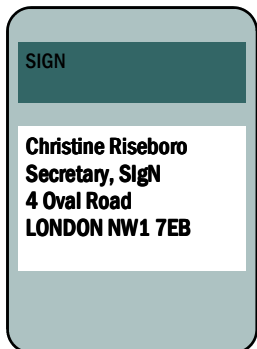 SIGN
Christine Riseboro
Secretary, SIgN
4 Oval Road
LONDON NW1 7EB